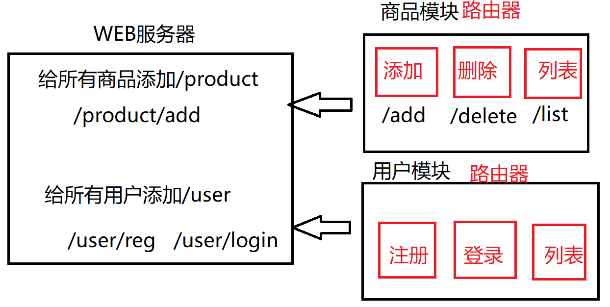 WEB服务器
给所有商品添加/product
/product/add
给所有用户添加/user
/user/reg /user/login
商品模块 路由器
添加 删除 列表
/add /delete /list
用户模块 路由器
注册 登录 列表